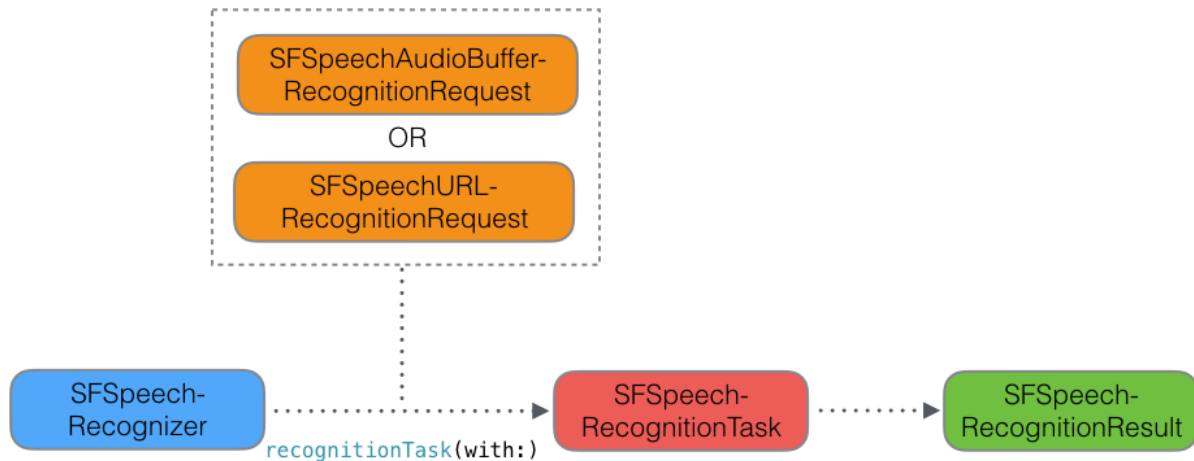 SFSpeechAudioBuffer-
RecognitionRequest
OR
SFSpeechURL-
RecognitionRequest
SFSpeech-
Recognizer
recognitionTask(with:)
SFSpeech-
RecognitionTask
SFSpeech-
RecognitionResult